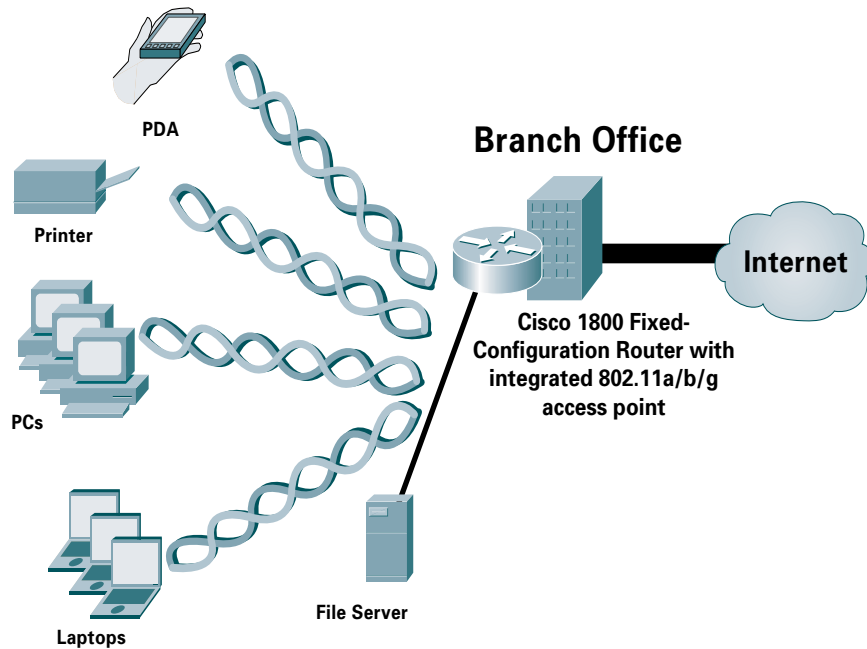 PDA
Branch Office
Printer
Internet
Cisco 1800 Fixed-
Configuration Router with
integrated 802.11a/b/g
access point
PCs
File Server
Laptops